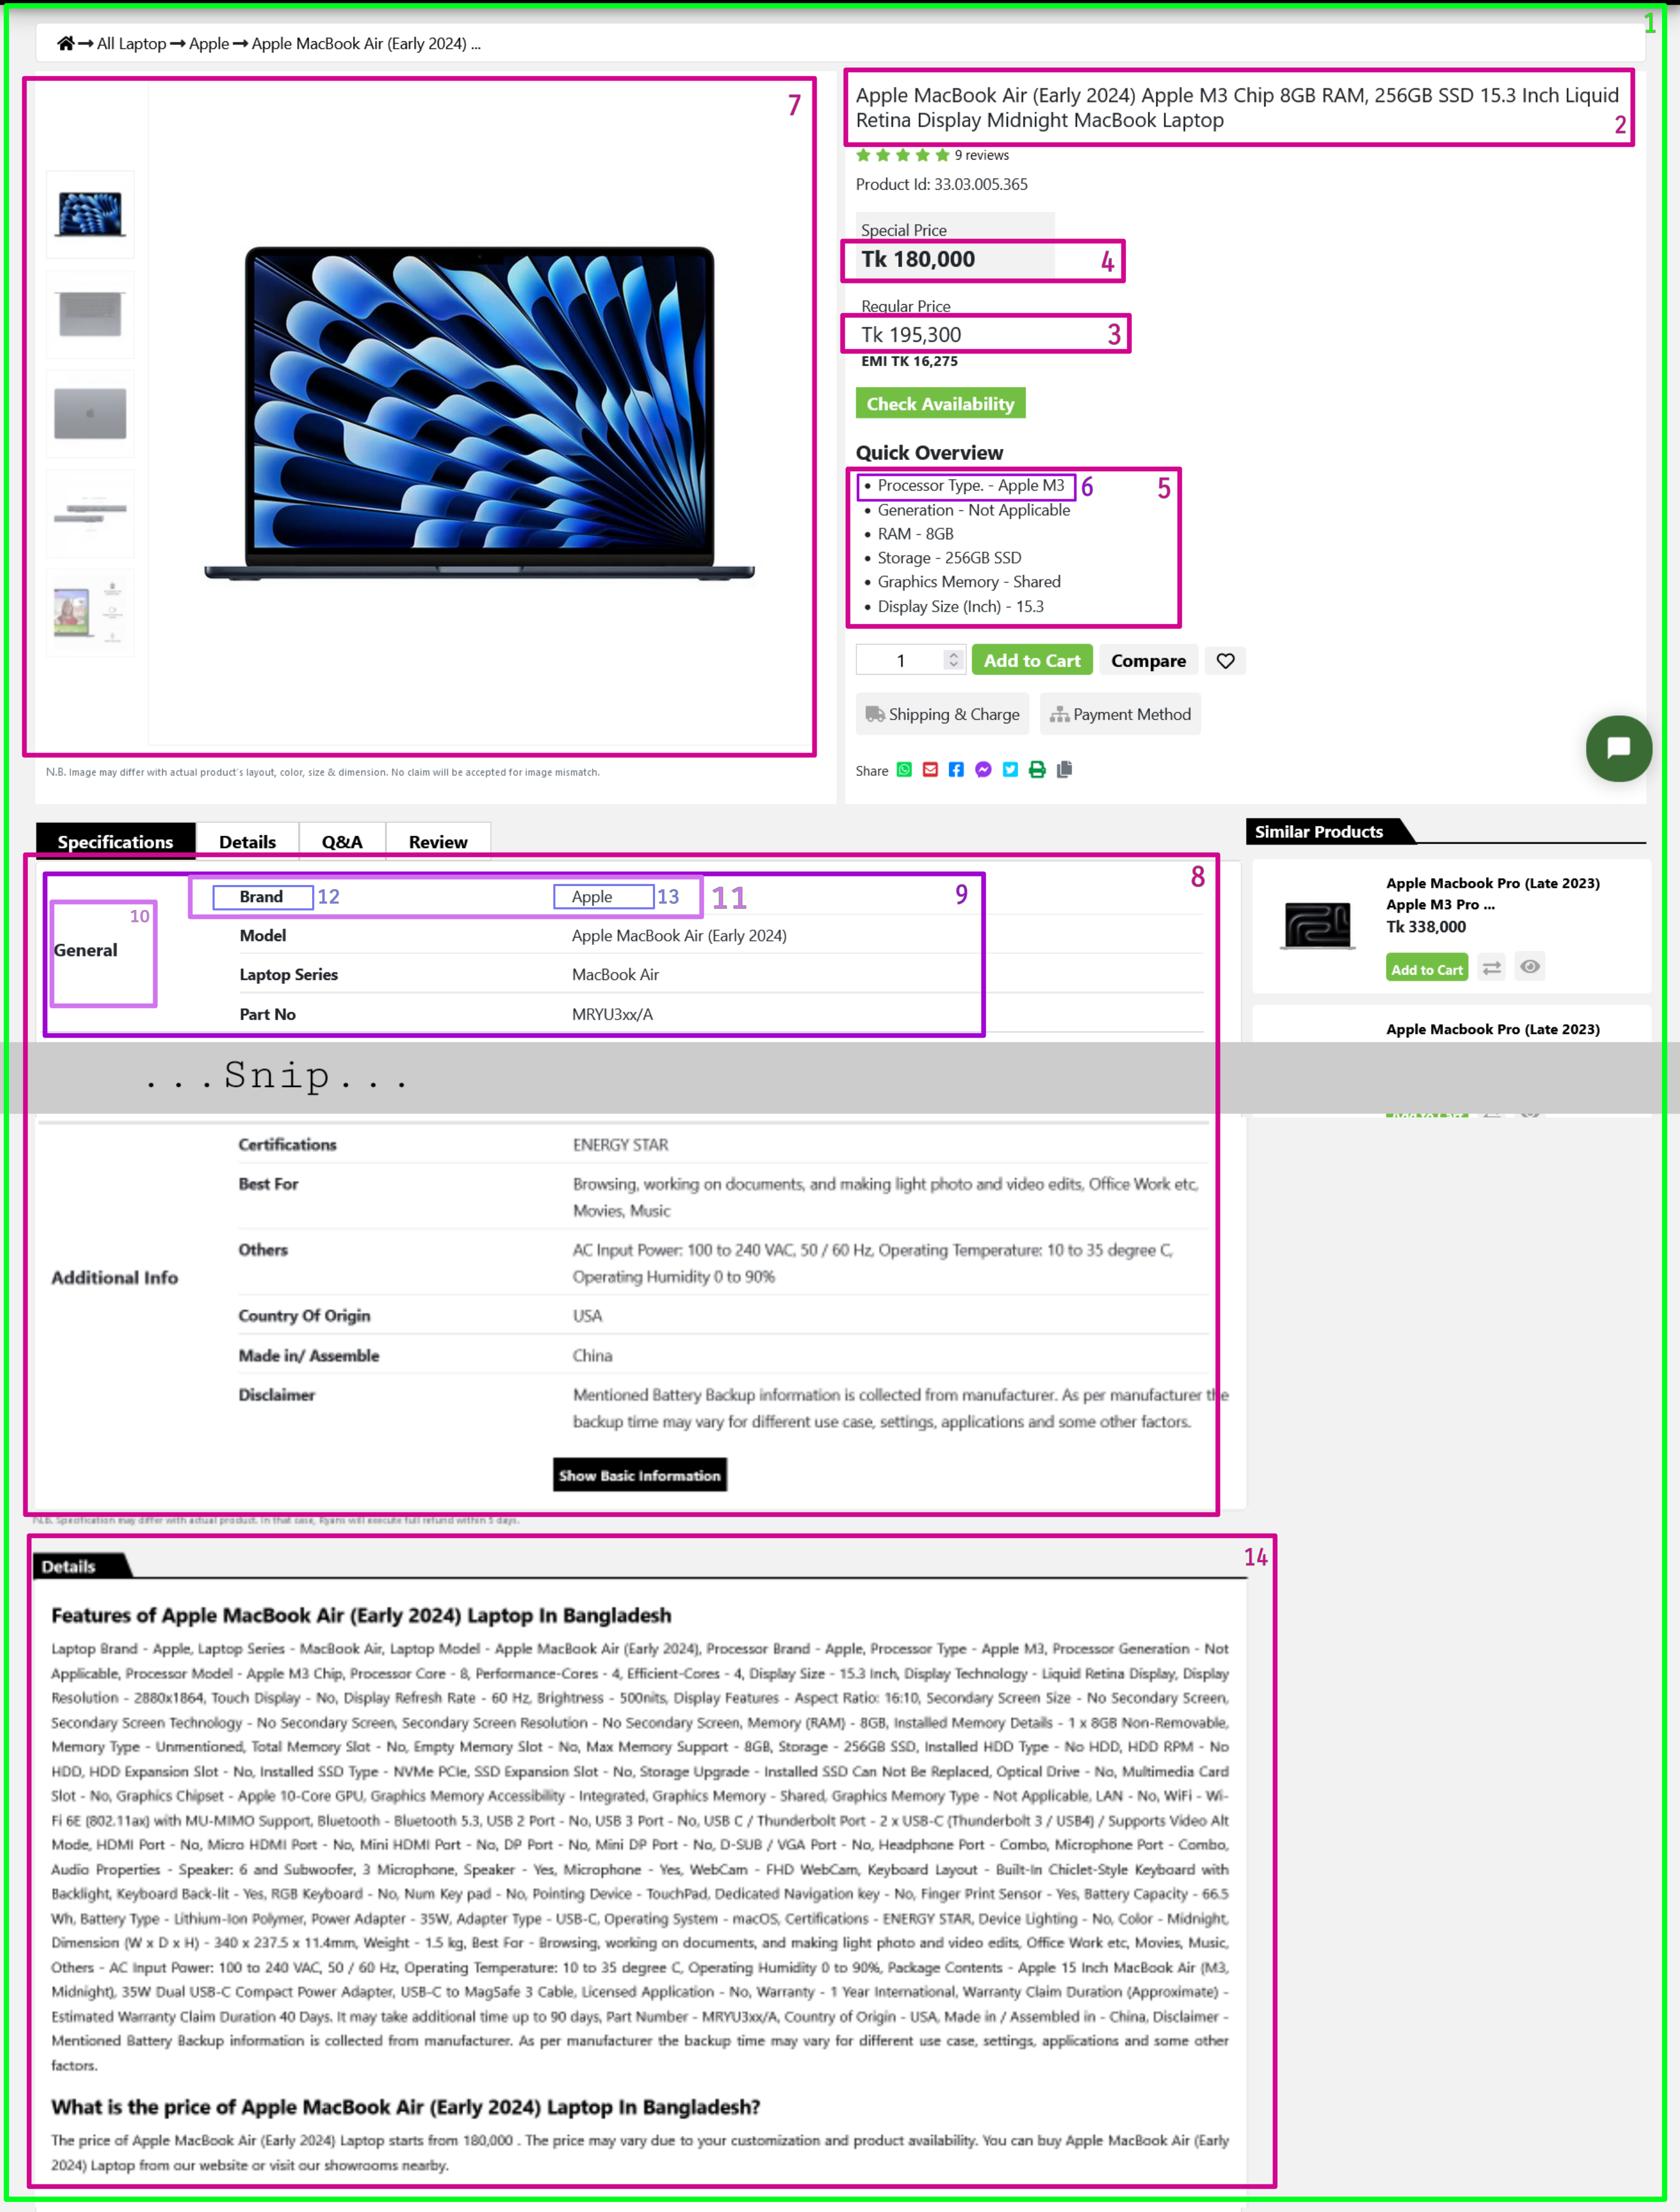 1
All Laptop → Apple → Apple MacBook Air (Early 2024) ...
7
Apple MacBook Air (Early 2024) Apple M3 Chip 8GB RAM, 256GB SSD 15.3 Inch Liquid
Retina Display Midnight MacBook Laptop
2
9 reviews
Product Id: 33.03.005.365
Special Price
Tk 180,000
4
Regular Price
Tk 195,300
3
EMI TK 16,275
Check Availability
Quick Overview
• Processor Type. - Apple M3
6
5
• Generation - Not Applicable
• RAM - 8GB
• Storage - 256GB SSD
• Graphics Memory - Shared
• Display Size (Inch) - 15.3
1
Add to Cart
Compare
Shipping & Charge
Payment Method
Share
N.B. Image may differ with actual product's layout, color, size & dimension. No claim will be accepted for image mismatch.
Specifications
Details
Q&A
Review
8
9
10
General
Brand
12
Apple
13
11
Model
Apple MacBook Air (Early 2024)
Laptop Series
MacBook Air
Part No
MRYU3xx/A
Similar Products
Apple Macbook Pro (Late 2023)
Apple M3 Pro ...
Tk 338,000
Add to Cart
Apple Macbook Pro (Late 2023)
...Snip...
Additional Info
Certifications
ENERGY STAR
Best For
Browsing, working on documents, and making light photo and video edits, Office Work etc,
Movies, Music
Others
AC Input Power: 100 to 240 VAC, 50 / 60 Hz, Operating Temperature: 10 to 35 degree C,
Operating Humidity 0 to 90%
Country Of Origin
USA
Made in/ Assemble
China
Disclaimer
Mentioned Battery Backup information is collected from manufacturer. As per manufacturer the
backup time may vary for different use case, settings, applications and some other factors.
Show Basic Information
N.B. Specification may differ with actual product. In that case, Ryans will execute full refund within 5 days.
Details
14
Features of Apple MacBook Air (Early 2024) Laptop In Bangladesh
Laptop Brand - Apple, Laptop Series - MacBook Air, Laptop Model - Apple MacBook Air (Early 2024), Processor Brand - Apple, Processor Type - Apple M3, Processor Generation - Not
Applicable, Processor Model - Apple M3 Chip, Processor Core - 8, Performance-Cores - 4, Efficient-Cores - 4, Display Size - 15.3 Inch, Display Technology - Liquid Retina Display, Display
Resolution - 2880x1864, Touch Display - No, Display Refresh Rate - 60 Hz, Brightness - 500nits, Display Features - Aspect Ratio: 16:10, Secondary Screen Size - No Secondary Screen,
Secondary Screen Technology - No Secondary Screen, Secondary Screen Resolution - No Secondary Screen, Memory (RAM) - 8GB, Installed Memory Details - 1 x 8GB Non-Removable,
Memory Type - Unmentioned, Total Memory Slot - No, Empty Memory Slot - No, Max Memory Support - 8GB, Storage - 256GB SSD, Installed HDD Type - No HDD, HDD RPM - No
HDD, HDD Expansion Slot - No, Installed SSD Type - NVMe PCIe, SSD Expansion Slot - No, Storage Upgrade - Installed SSD Can Not Be Replaced, Optical Drive - No, Multimedia Card
Slot - No, Graphics Chipset - Apple 10-Core GPU, Graphics Memory Accessibility - Integrated, Graphics Memory - Shared, Graphics Memory Type - Not Applicable, LAN - No, WiFi - Wi-
Fi 6E (802.11ax) with MU-MIMO Support, Bluetooth - Bluetooth 5.3, USB 2 Port - No, USB 3 Port - No, USB C / Thunderbolt Port - 2 x USB-C (Thunderbolt 3 / USB4) / Supports Video Alt
Mode, HDMI Port - No, Micro HDMI Port - No, Mini HDMI Port - No, DP Port - No, Mini DP Port - No, D-SUB / VGA Port - No, Headphone Port - Combo, Microphone Port - Combo,
Audio Properties - Speaker: 6 and Subwoofer, 3 Microphone, Speaker - Yes, Microphone - Yes, WebCam - FHD WebCam, Keyboard Layout - Built-In Chiclet-Style Keyboard with
Backlight, Keyboard Back-lit - Yes, RGB Keyboard - No, Num Key pad - No, Pointing Device - TouchPad, Dedicated Navigation key - No, Finger Print Sensor - Yes, Battery Capacity - 66.5
Wh, Battery Type - Lithium-Ion Polymer, Power Adapter - 35W, Adapter Type - USB-C, Operating System - macOS, Certifications - ENERGY STAR, Device Lighting - No, Color - Midnight,
Dimension (W x D x H) - 340 x 237.5 x 11.4mm, Weight - 1.5 kg, Best For - Browsing, working on documents, and making light photo and video edits, Office Work etc, Movies, Music,
Others - AC Input Power: 100 to 240 VAC, 50 / 60 Hz, Operating Temperature: 10 to 35 degree C, Operating Humidity 0 to 90%, Package Contents - Apple 15 Inch MacBook Air (M3,
Midnight), 35W Dual USB-C Compact Power Adapter, USB-C to MagSafe 3 Cable, Licensed Application - No, Warranty - 1 Year International, Warranty Claim Duration (Approximate) -
Estimated Warranty Claim Duration 40 Days. It may take additional time up to 90 days, Part Number - MRYU3xx/A, Country of Origin - USA, Made in / Assembled in - China, Disclaimer -
Mentioned Battery Backup information is collected from manufacturer. As per manufacturer the backup time may vary for different use case, settings, applications and some other
factors.
What is the price of Apple MacBook Air (Early 2024) Laptop In Bangladesh?
The price of Apple MacBook Air (Early 2024) Laptop starts from 180,000 . The price may vary due to your customization and product availability. You can buy Apple MacBook Air (Early
2024) Laptop from our website or visit our showrooms nearby.